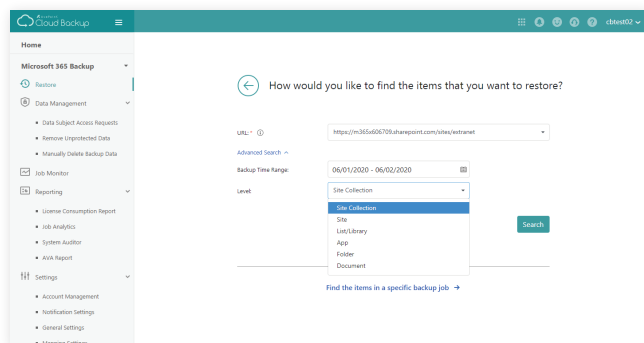 Cloud Backup
cbtest02
Home
Microsoft 365 Backup
Restore
Data Management
Data Subject Access Requests
Remove Unprotected Data
Manually Delete Backup Data
Job Monitor
Reporting
License Consumption Report
Job Analytics
System Auditor
AVA Report
Settings
Account Management
Notification Settings
General Settings
How would you like to find the items that you want to restore?
URL: *
https://m365x606709.sharepoint.com/sites/extranet
Advanced Search
Backup Time Range:
06/01/2020 - 06/02/2020
Level:
Site Collection
Site Collection
Site
List/Library
App
Folder
Document
Search
Find the items in a specific backup job →